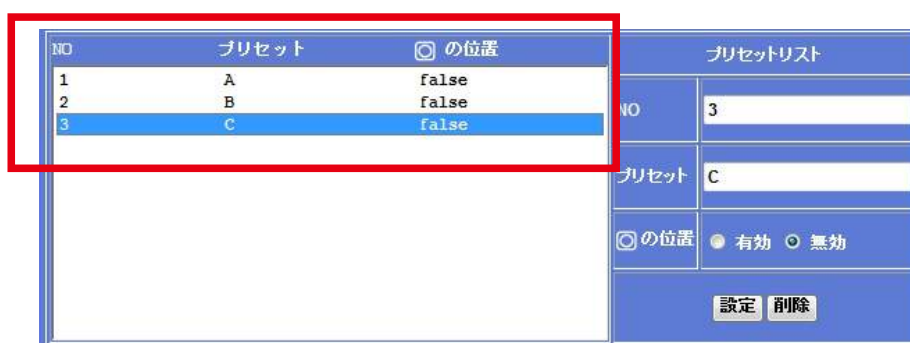 NO プリセット の位置
1 A false
2 B false
3 C false
プリセットリスト
NO 3
プリセット C
の位置 有効 無効
設定 削除